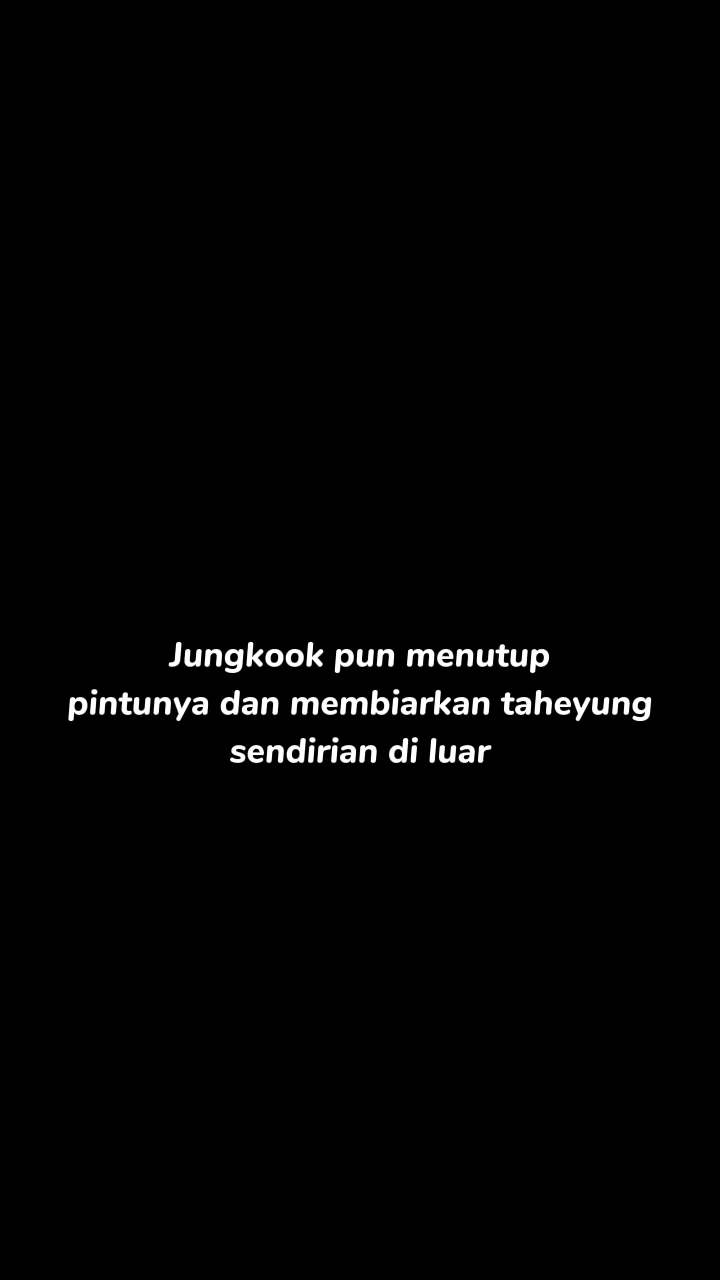 Jungkook pun menutup
pintunya dan membiarkan taheyung
sendirian di luar